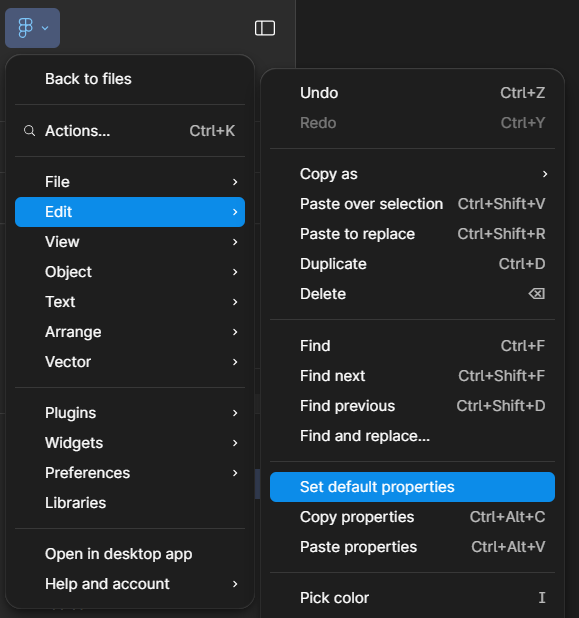 Back to files
Actions... Ctrl+K
File
Edit
View
Object
Text
Arrange
Vector
Plugins
Widgets
Preferences
Libraries
Open in desktop app
Help and account
Undo Ctrl+Z
Redo Ctrl+Y
Copy as
Paste over selection Ctrl+Shift+V
Paste to replace Ctrl+Shift+R
Duplicate Ctrl+D
Delete
Find Ctrl+F
Find next Ctrl+Shift+F
Find previous Ctrl+Shift+D
Find and replace...
Set default properties
Copy properties Ctrl+Alt+C
Paste properties Ctrl+Alt+V
Pick color I